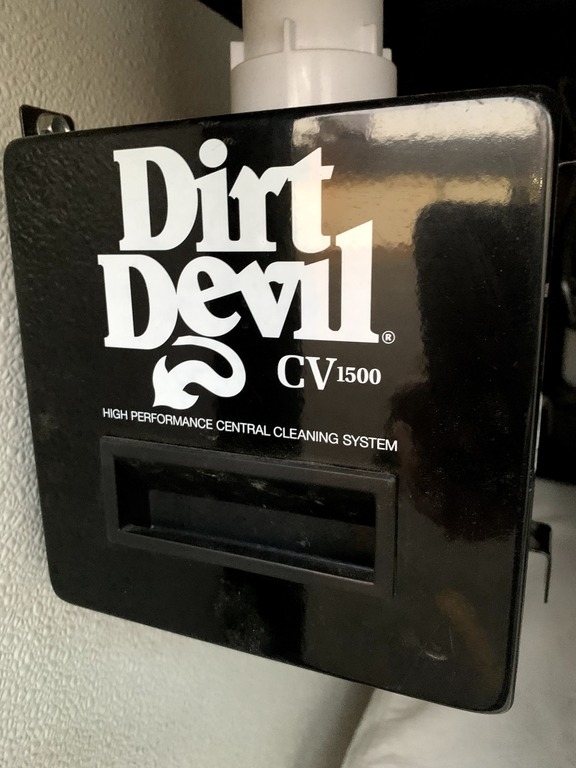 Dirt
Devil®
CV1500
HIGH PERFORMANCE CENTRAL CLEANING SYSTEM